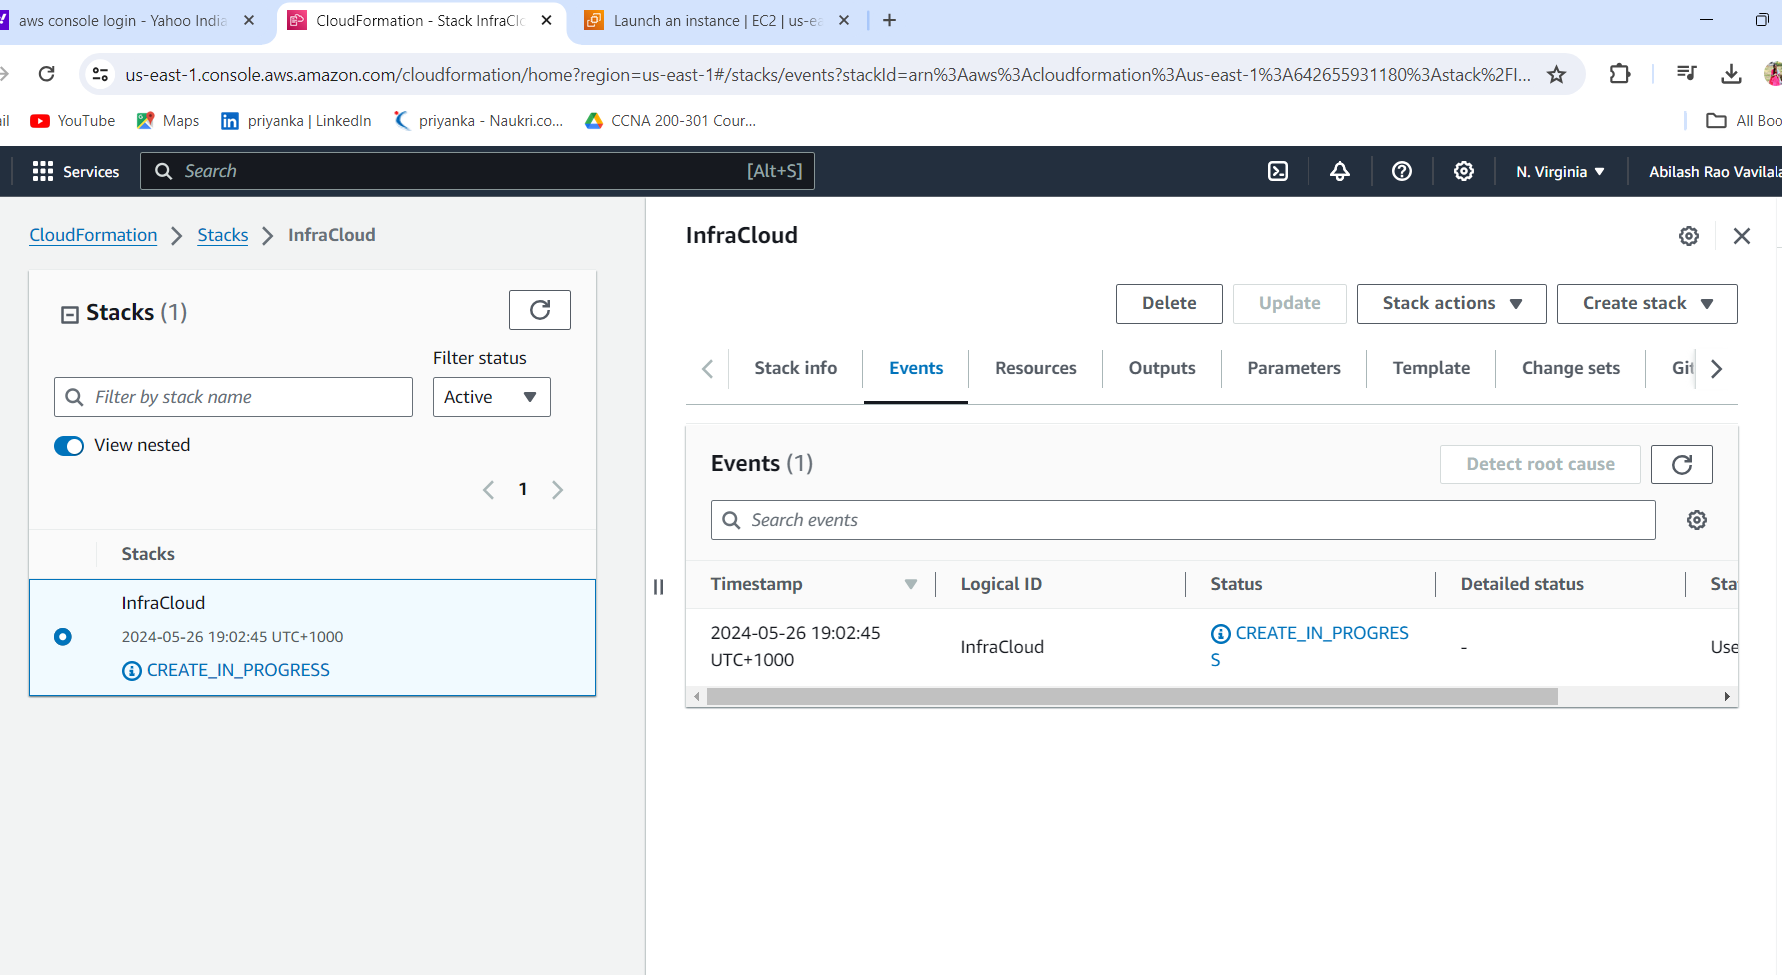 aws console login - Yahoo India
CloudFormation - Stack InfraClo
Launch an instance | EC2 | us-ea
us-east-1.console.aws.amazon.com/cloudformation/home?region=us-east-1#/stacks/events?stackId=arn%3Aaws%3Acloudformation%3Aus-east-1%3A642655931180%3Astack%2FI...
il YouTube Maps priyanka | LinkedIn priyanka - Naukri.co... CCNA 200-301 Cour... All Boo
Services Search [Alt+S] N. Virginia Abilash Rao Vavilala
CloudFormation Stacks InfraCloud
Stacks (1)
Filter status
Filter by stack name Active
View nested
1
Stacks
InfraCloud
2024-05-26 19:02:45 UTC+1000
CREATE_IN_PROGRESS
InfraCloud
Delete Update Stack actions Create stack
Stack info Events Resources Outputs Parameters Template Change sets Git
Events (1) Detect root cause
Search events
Timestamp Logical ID Status Detailed status Sta
2024-05-26 19:02:45 InfraCloud CREATE_IN_PROGRES - Use
UTC+1000 S